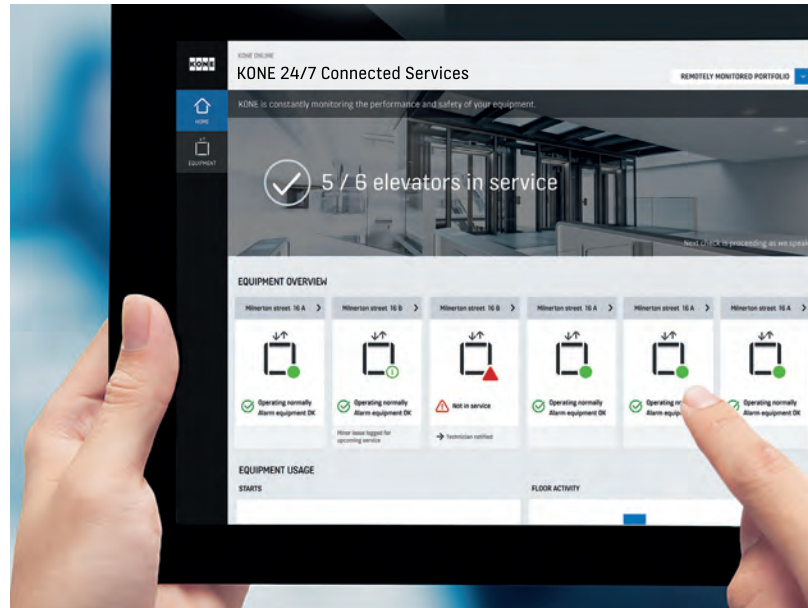 KONE
KONE ONLINE
KONE 24/7 Connected Services
REMOTELY MONITORED PORTFOLIO
HOME
KONE is constantly monitoring the performance and safety of your equipment.
EQUIPMENT
5 / 6 elevators in service
Next check is proceeding as we speak
EQUIPMENT OVERVIEW
Milnerton street 16 A
Milnerton street 16 B
Milnerton street 16 B
Milnerton street 16 A
Milnerton street 16 A
Milnerton street 16 A
Operating normally
Alarm equipment OK
Minor issue logged for
upcoming service
Operating normally
Alarm equipment OK
Not in service
Technician notified
Operating normally
Alarm equipment OK
Operating
Alarm
Operating normally
Alarm equipment OK
EQUIPMENT USAGE
STARTS
FLOOR ACTIVITY